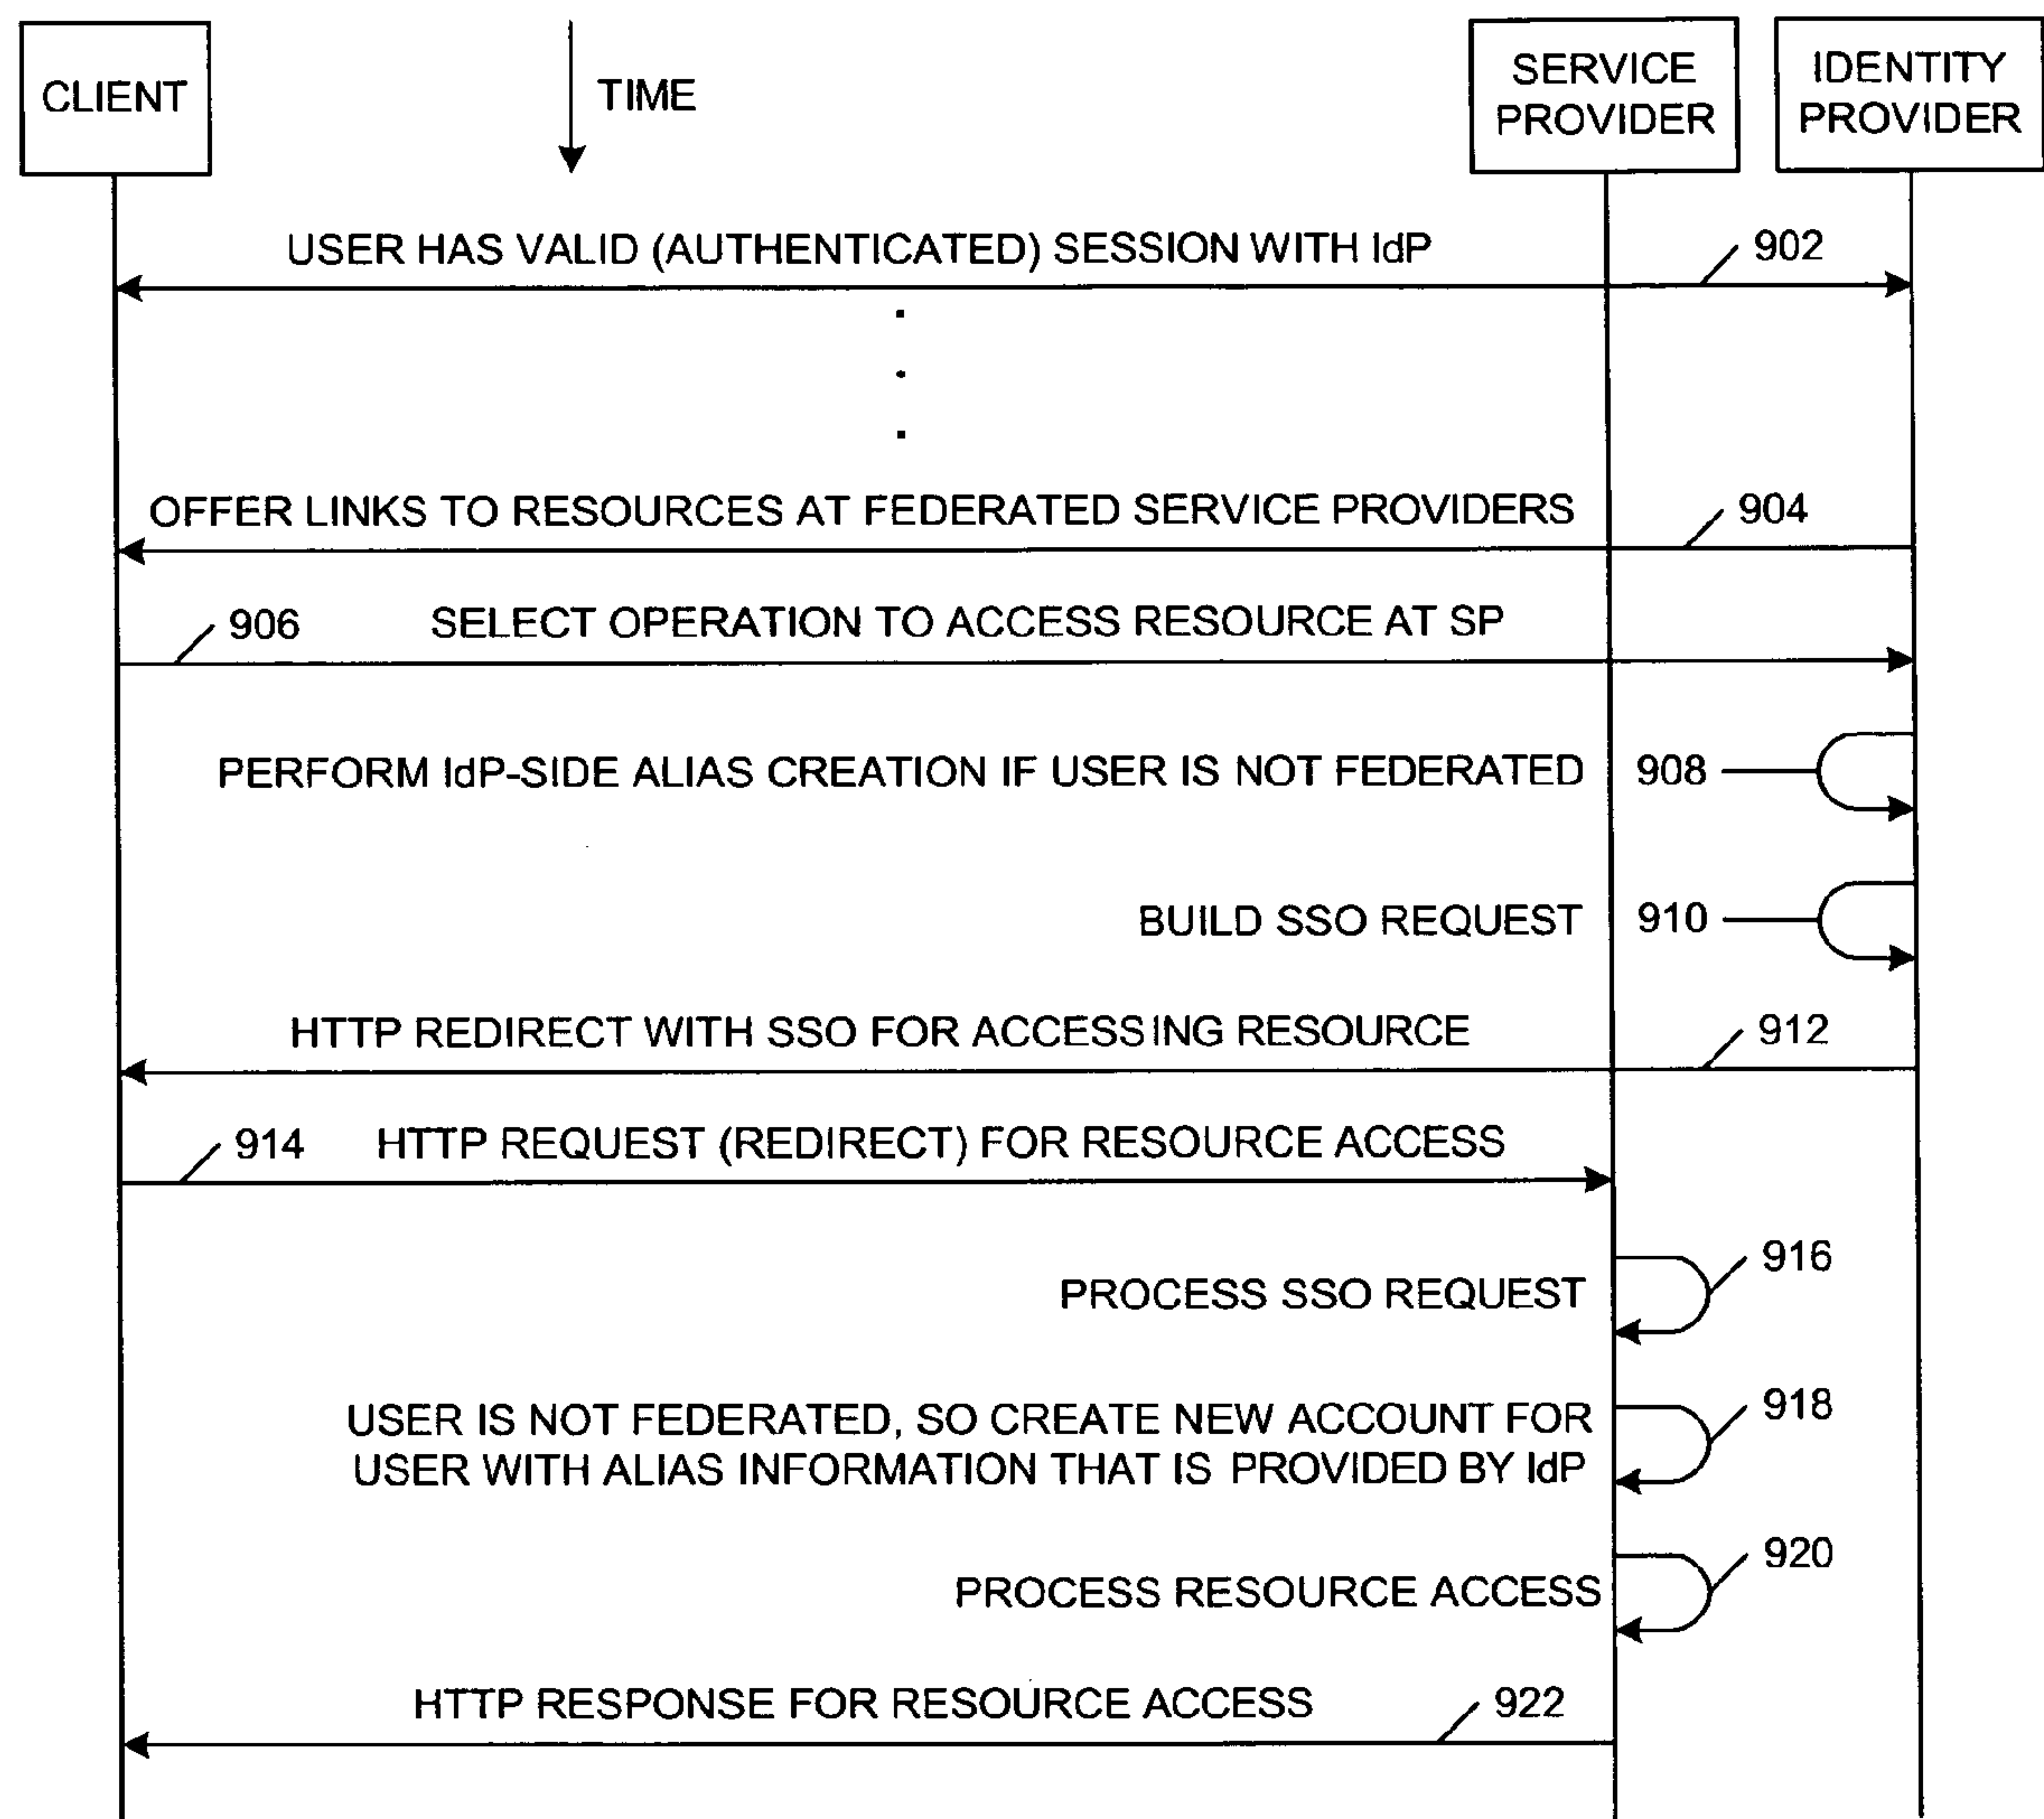 CLIENT
TIME
SERVICE
PROVIDER
IDENTITY
PROVIDER
USER HAS VALID (AUTHENTICATED) SESSION WITH IdP
902
OFFER LINKS TO RESOURCES AT FEDERATED SERVICE PROVIDERS
904
906
SELECT OPERATION TO ACCESS RESOURCE AT SP
PERFORM IdP-SIDE ALIAS CREATION IF USER IS NOT FEDERATED
908
BUILD SSO REQUEST
910
HTTP REDIRECT WITH SSO FOR ACCESSING RESOURCE
912
914
HTTP REQUEST (REDIRECT) FOR RESOURCE ACCESS
PROCESS SSO REQUEST
916
USER IS NOT FEDERATED, SO CREATE NEW ACCOUNT FOR
USER WITH ALIAS INFORMATION THAT IS PROVIDED BY IdP
918
PROCESS RESOURCE ACCESS
920
HTTP RESPONSE FOR RESOURCE ACCESS
922